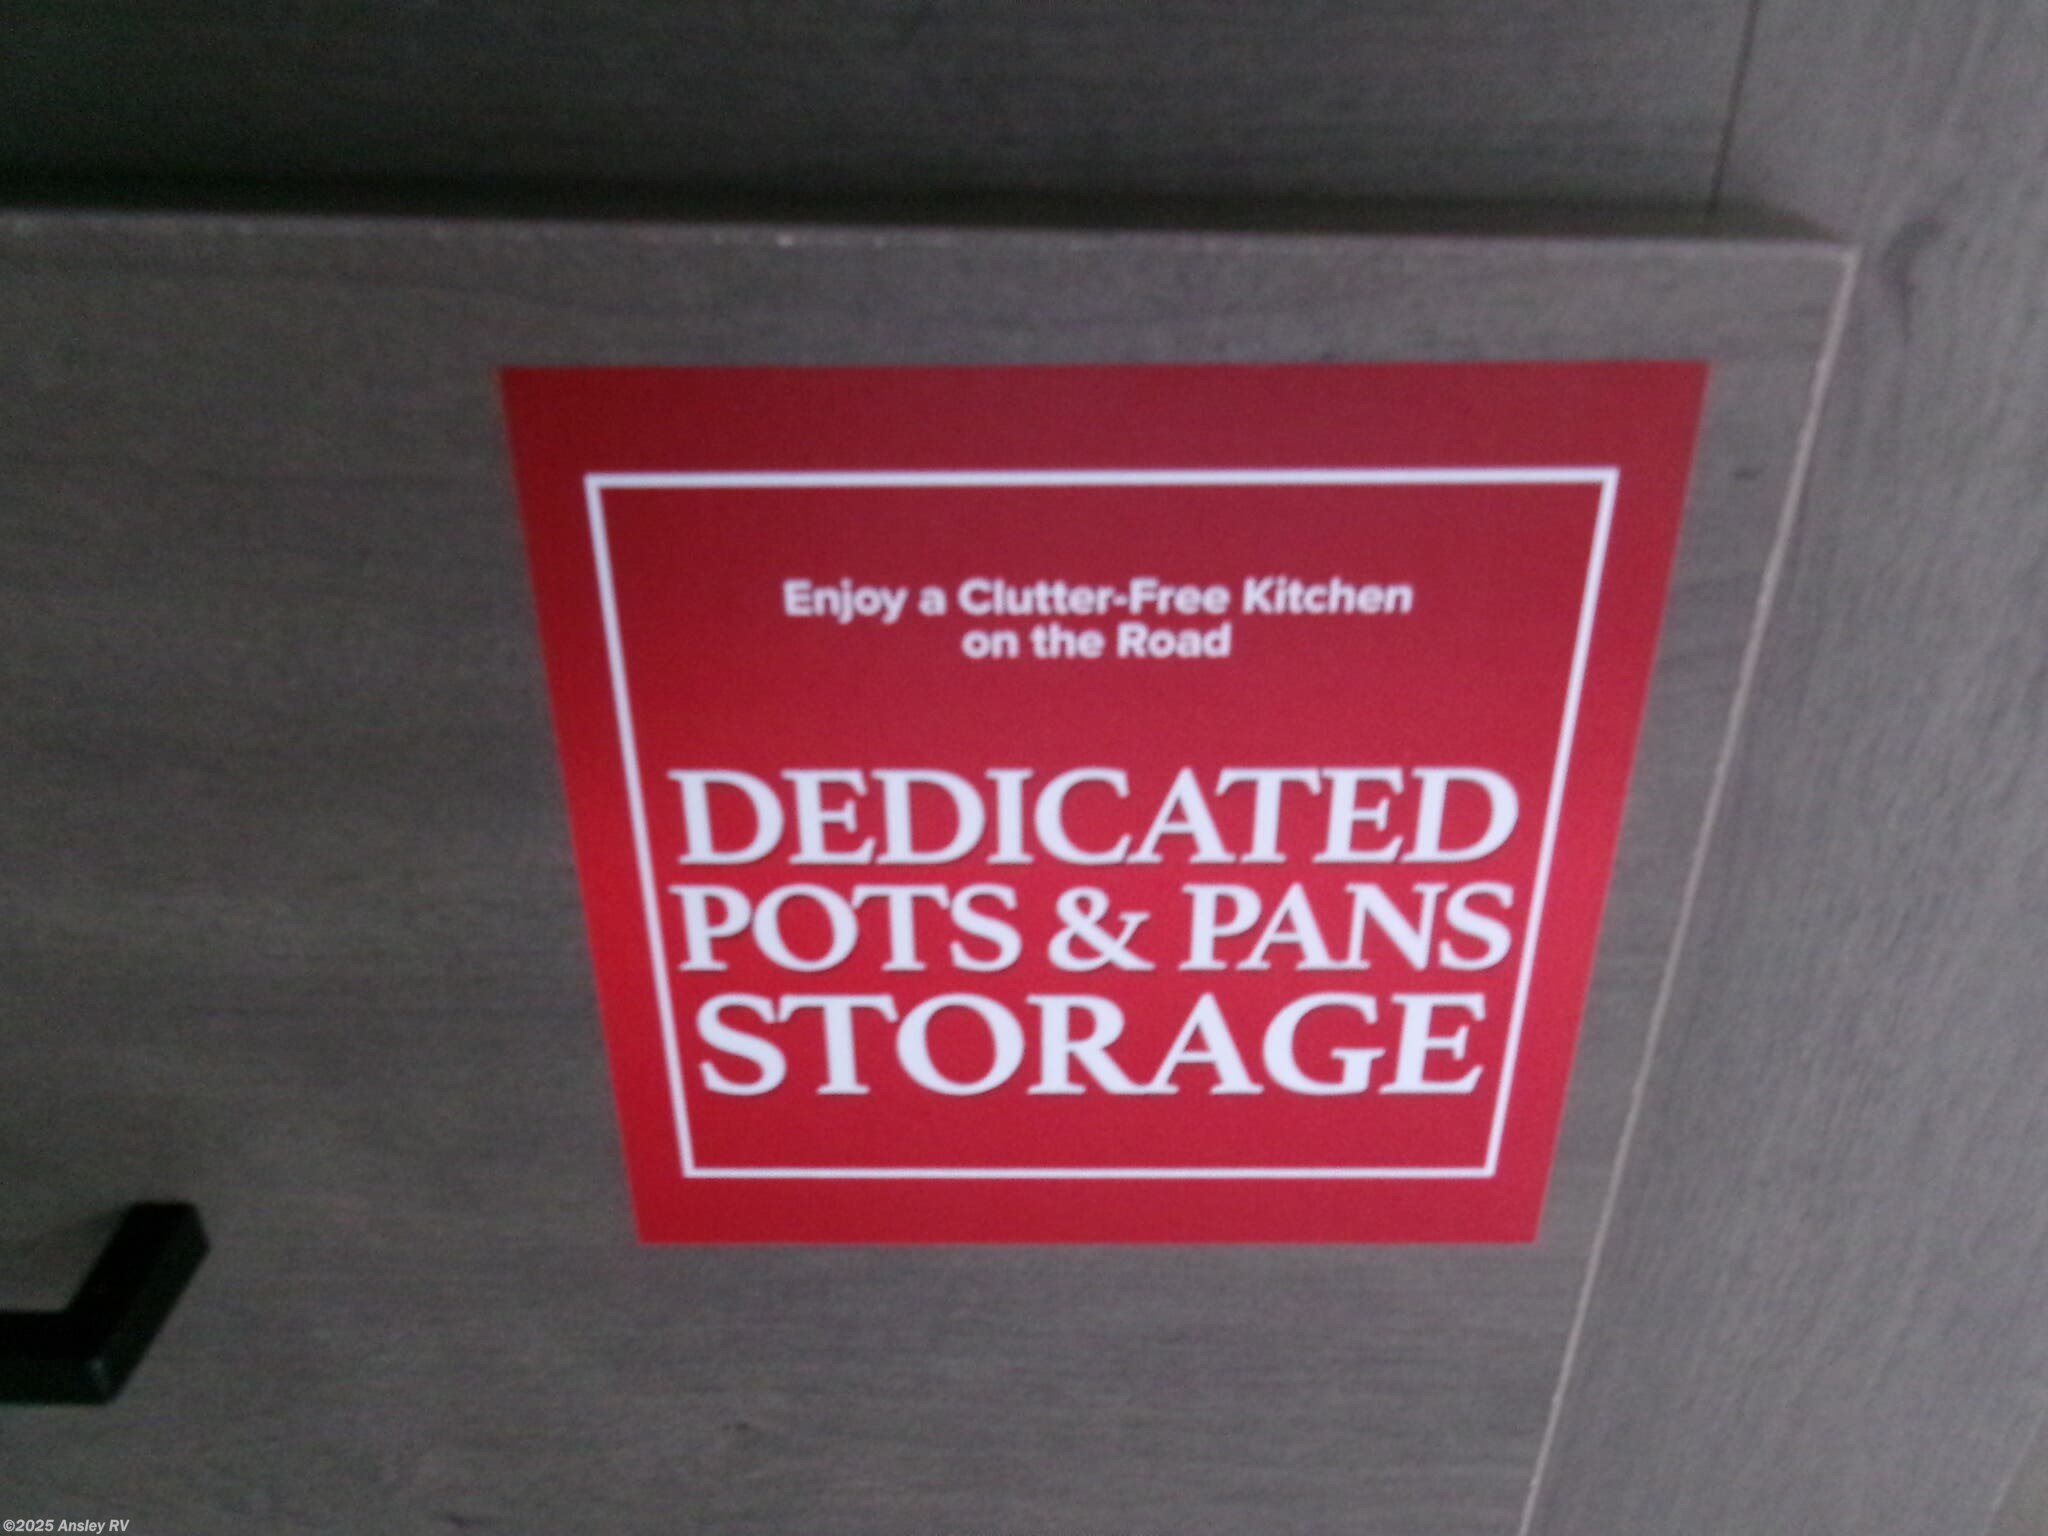 Enjoy a Clutter-Free Kitchen
on the Road
DEDICATED
POTS & PANS
STORAGE
©2025 Ansley RV